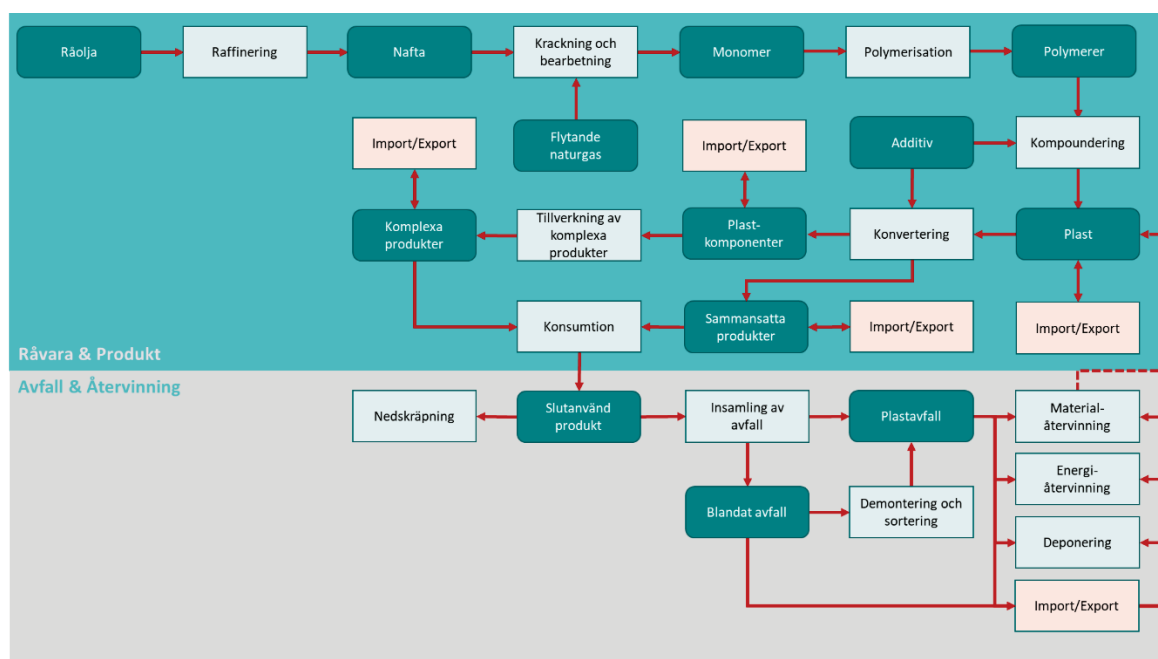 Råolja
Raffinering
Nafta
Krackning och
bearbetning
Monomer
Polymerisation
Polymerer
Import/Export
Flytande
naturgas
Import/Export
Additiv
Kompoundering
Komplexa
produkter
Tillverkning av
komplexa
produkter
Plast-
komponenter
Konvertering
Plast
Konsumtion
Sammansatta
produkter
Import/Export
Import/Export
Råvara & Produkt
Avfall & Återvinning
Nedskräpning
Slutanvänd
produkt
Insamling av
avfall
Plastavfall
Material-
återvinning
Energi-
återvinning
Blandat avfall
Demontering och
sortering
Deponering
Import/Export